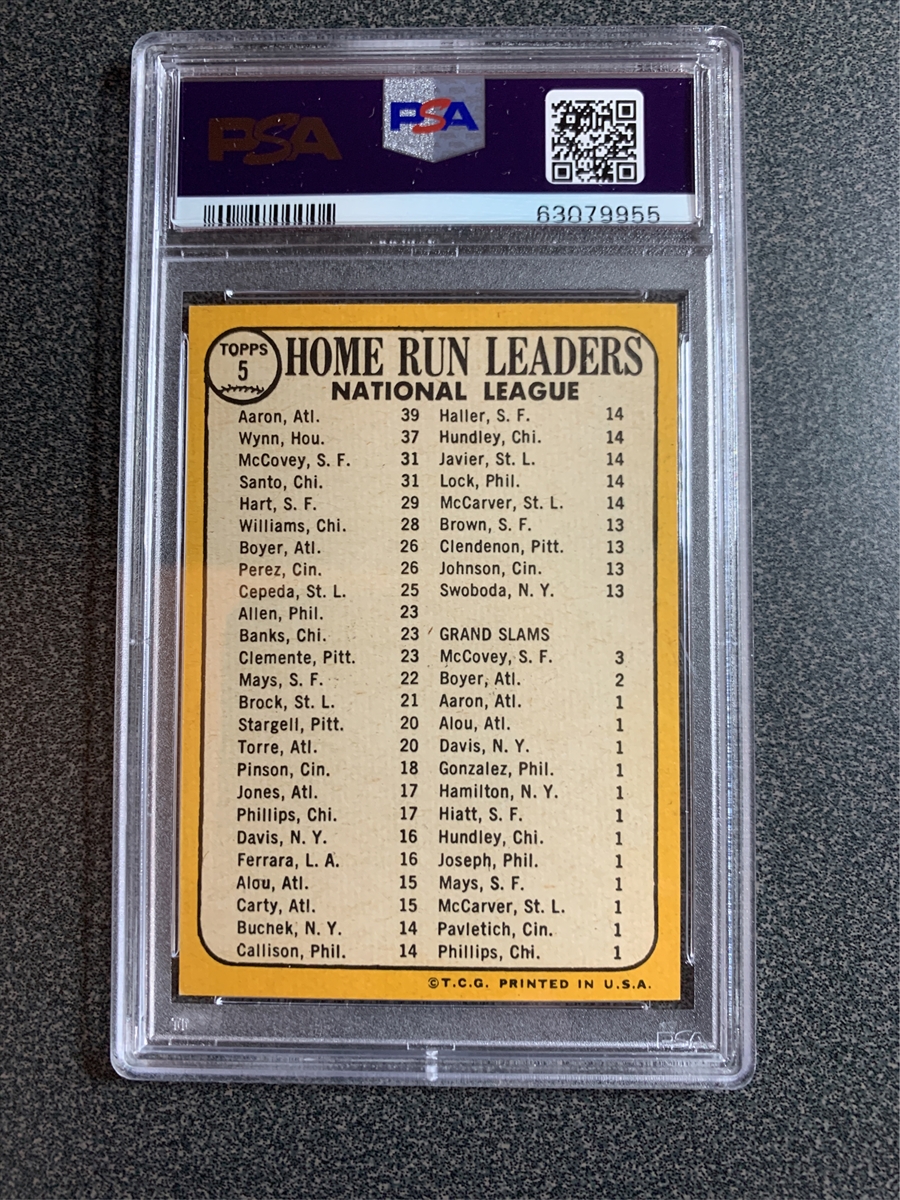 PSA
PSA
63079955
TOPPS
5
HOME RUN LEADERS
NATIONAL LEAGUE
Aaron, Atl. 39
Wynn, Hou. 37
McCovey, S. F. 31
Santo, Chi. 31
Hart, S. F. 29
Williams, Chi. 28
Boyer, Atl. 26
Perez, Cin. 26
Cepeda, St. L. 25
Allen, Phil. 23
Banks, Chi. 23
Clemente, Pitt. 23
Mays, S. F. 22
Brock, St. L. 21
Stargell, Pitt. 20
Torre, Atl. 20
Pinson, Cin. 18
Jones, Atl. 17
Phillips, Chi. 17
Davis, N. Y. 16
Ferrara, L. A. 16
Alou, Atl. 15
Carty, Atl. 15
Buchek, N. Y. 14
Callison, Phil. 14
Haller, S. F. 14
Hundley, Chi. 14
Javier, St. L. 14
Lock, Phil. 14
McCarver, St. L. 14
Brown, S. F. 13
Clendenon, Pitt. 13
Johnson, Cin. 13
Swoboda, N. Y. 13
GRAND SLAMS
McCovey, S. F. 3
Boyer, Atl. 2
Aaron, Atl. 1
Alou, Atl. 1
Davis, N. Y. 1
Gonzalez, Phil. 1
Hamilton, N. Y. 1
Hiatt, S. F. 1
Hundley, Chi. 1
Joseph, Phil. 1
Mays, S. F. 1
McCarver, St. L. 1
Pavletich, Cin. 1
Phillips, Chi. 1
©T.C.G. PRINTED IN U.S.A.
PSA